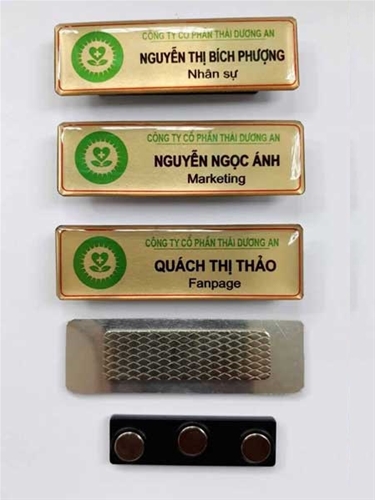 CÔNG TY CỔ PHẦN THÁI DƯƠNG AN
NGUYỄN THỊ BÍCH PHƯỢNG
Nhân sự
CÔNG TY CỔ PHẦN THÁI DƯƠNG AN
NGUYỄN NGỌC ÁNH
Marketing
CÔNG TY CỔ PHẦN THÁI DƯƠNG AN
QUÁCH THỊ THẢO
Fanpage